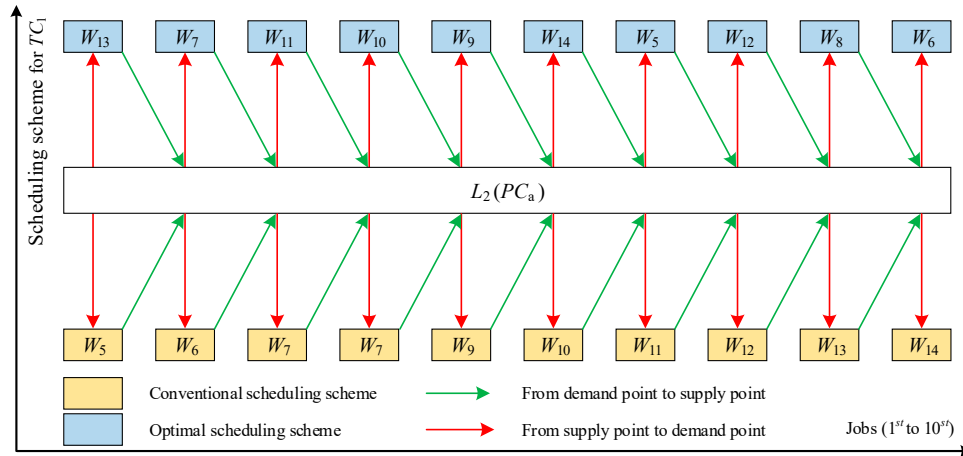 Scheduling scheme for TC1
W13 W7 W11 W10 W9 W14 W5 W12 W8 W6
L2 (PCa)
W5 W6 W7 W7 W9 W10 W11 W12 W13 W14
Conventional scheduling scheme From demand point to supply point
Optimal scheduling scheme From supply point to demand point Jobs (1st to 10st)